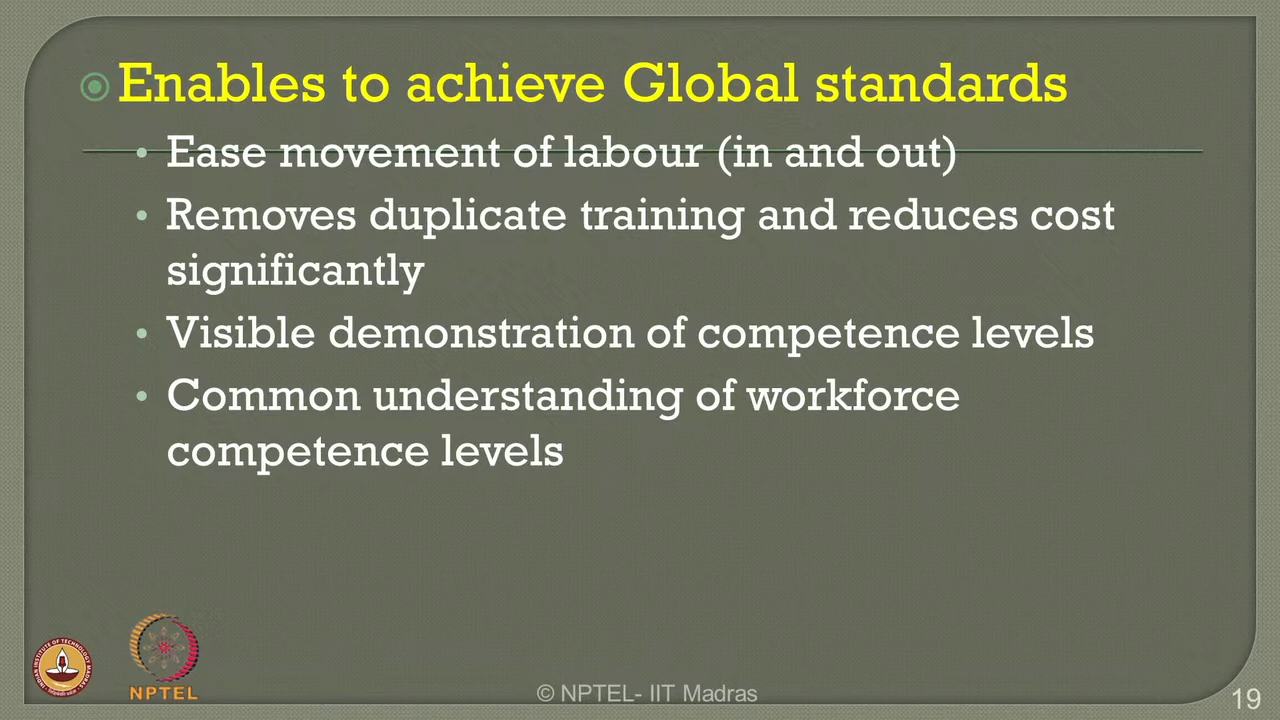 Enables to achieve Global standards
• Ease movement of labour (in and out)
• Removes duplicate training and reduces cost
significantly
• Visible demonstration of competence levels
• Common understanding of workforce
competence levels
NPTEL
© NPTEL- IIT Madras
19